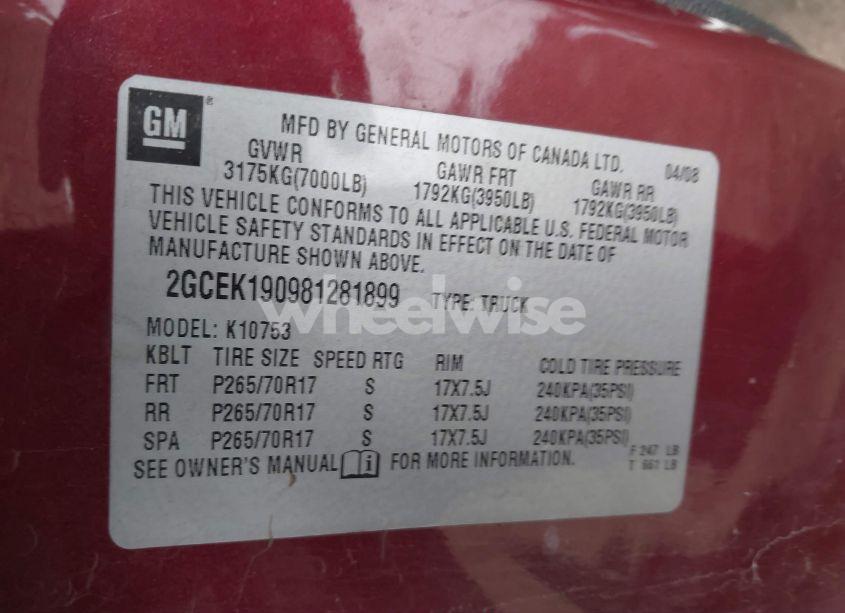 GM ®
MFD BY GENERAL MOTORS OF CANADA LTD. 04/08
GVWR GAWR FRT GAWR RR
3175KG(7000LB) 1792KG(3950LB) 1792KG(3950LB)
THIS VEHICLE CONFORMS TO ALL APPLICABLE U.S. FEDERAL MOTOR
VEHICLE SAFETY STANDARDS IN EFFECT ON THE DATE OF
MANUFACTURE SHOWN ABOVE.
2GCEK190981281899 TYPE: TRUCK
wheelwise
MODEL: K10753
KBLT TIRE SIZE SPEED RTG RIM COLD TIRE PRESSURE
FRT P265/70R17 S 17X7.5J 240KPA(35PSI)
RR P265/70R17 S 17X7.5J 240KPA(35PSI)
SPA P265/70R17 S 17X7.5J 240KPA(35PSI)
SEE OWNER'S MANUAL i FOR MORE INFORMATION.
F 247 LB
T 661 LB